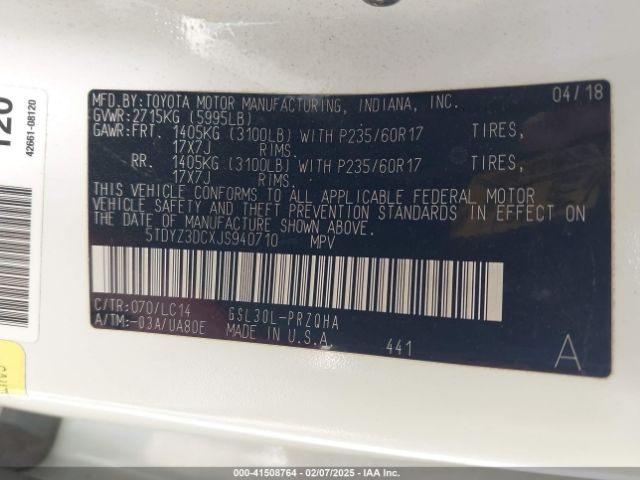 MFD.BY:TOYOTA MOTOR MANUFACTURING, INDIANA, INC. 04/18
GVWR:2715KG (5995LB)
GAWR:FRT. 1405KG (3100LB) WITH P235/60R17 TIRES,
17X7J RIMS.
RR. 1405KG (3100LB) WITH P235/60R17 TIRES,
17X7J RIMS.
THIS VEHICLE CONFORMS TO ALL APPLICABLE FEDERAL MOTOR
VEHICLE SAFETY AND THEFT PREVENTION STANDARDS IN EFFECT ON
THE DATE OF MANUFACTURE SHOWN ABOVE.
5TDYZ3DCXJS940710 MPV
C/TR:070/LC14 GSL30L-PRZQHA
A/TM:-03A/UA80E MADE IN U.S.A.
441 A
120
42661-08120
000-41508764 - 02/07/2025 - IAA Inc.